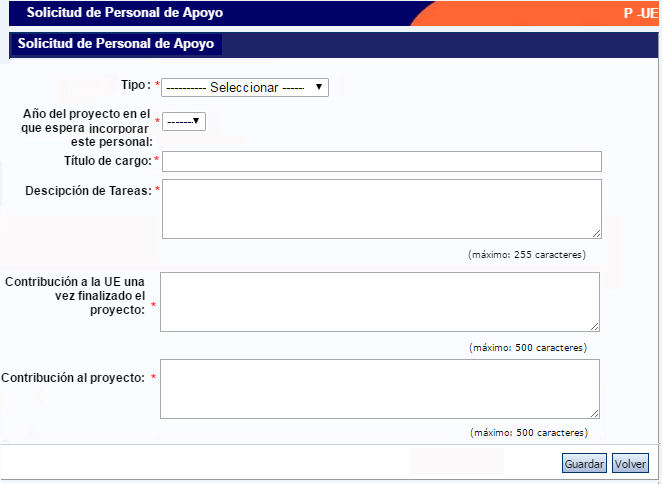 Solicitud de Personal de Apoyo
P -UE
Solicitud de Personal de Apoyo
Tipo : * ---------- Seleccionar ------
Año del proyecto en el
que espera incorporar * ------
este personal:
Título de cargo: *
Descipción de Tareas: *
(máximo: 255 caracteres)
Contribución a la UE una
vez finalizado el
proyecto: *
(máximo: 500 caracteres)
Contribución al proyecto: *
(máximo: 500 caracteres)
Guardar Volver